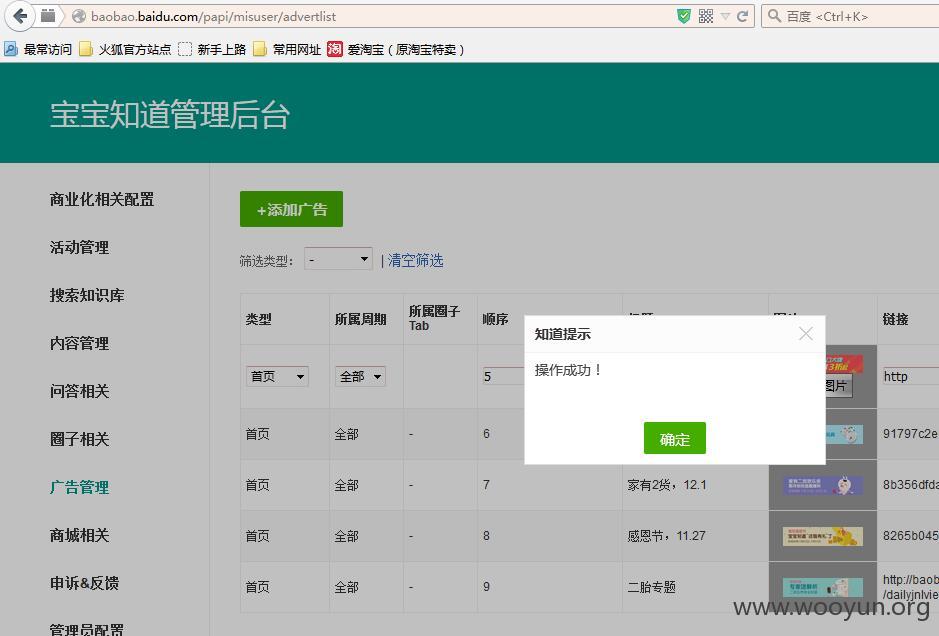 baobao.baidu.com/papi/misuser/advertlist
百度 <Ctrl+K>
最常访问 火狐官方站点 新手上路 常用网址 爱淘宝（原淘宝特卖）
宝宝知道管理后台
商业化相关配置
活动管理
搜索知识库
内容管理
问答相关
圈子相关
广告管理
商城相关
申诉&反馈
管理员配置
+添加广告
筛选类型： - | 清空筛选
类型 所属周期 所属圈子 Tab 顺序 链接
首页 全部 5 图片 http
首页 全部 - 6 91797c2e
首页 全部 - 7 家有2货，12.1 8b356dfda
首页 全部 - 8 感恩节，11.27 8265b045
首页 全部 - 9 二胎专题 http://baob
/dailyjnlvie
知道提示
操作成功！
确定
www.wooyun.org